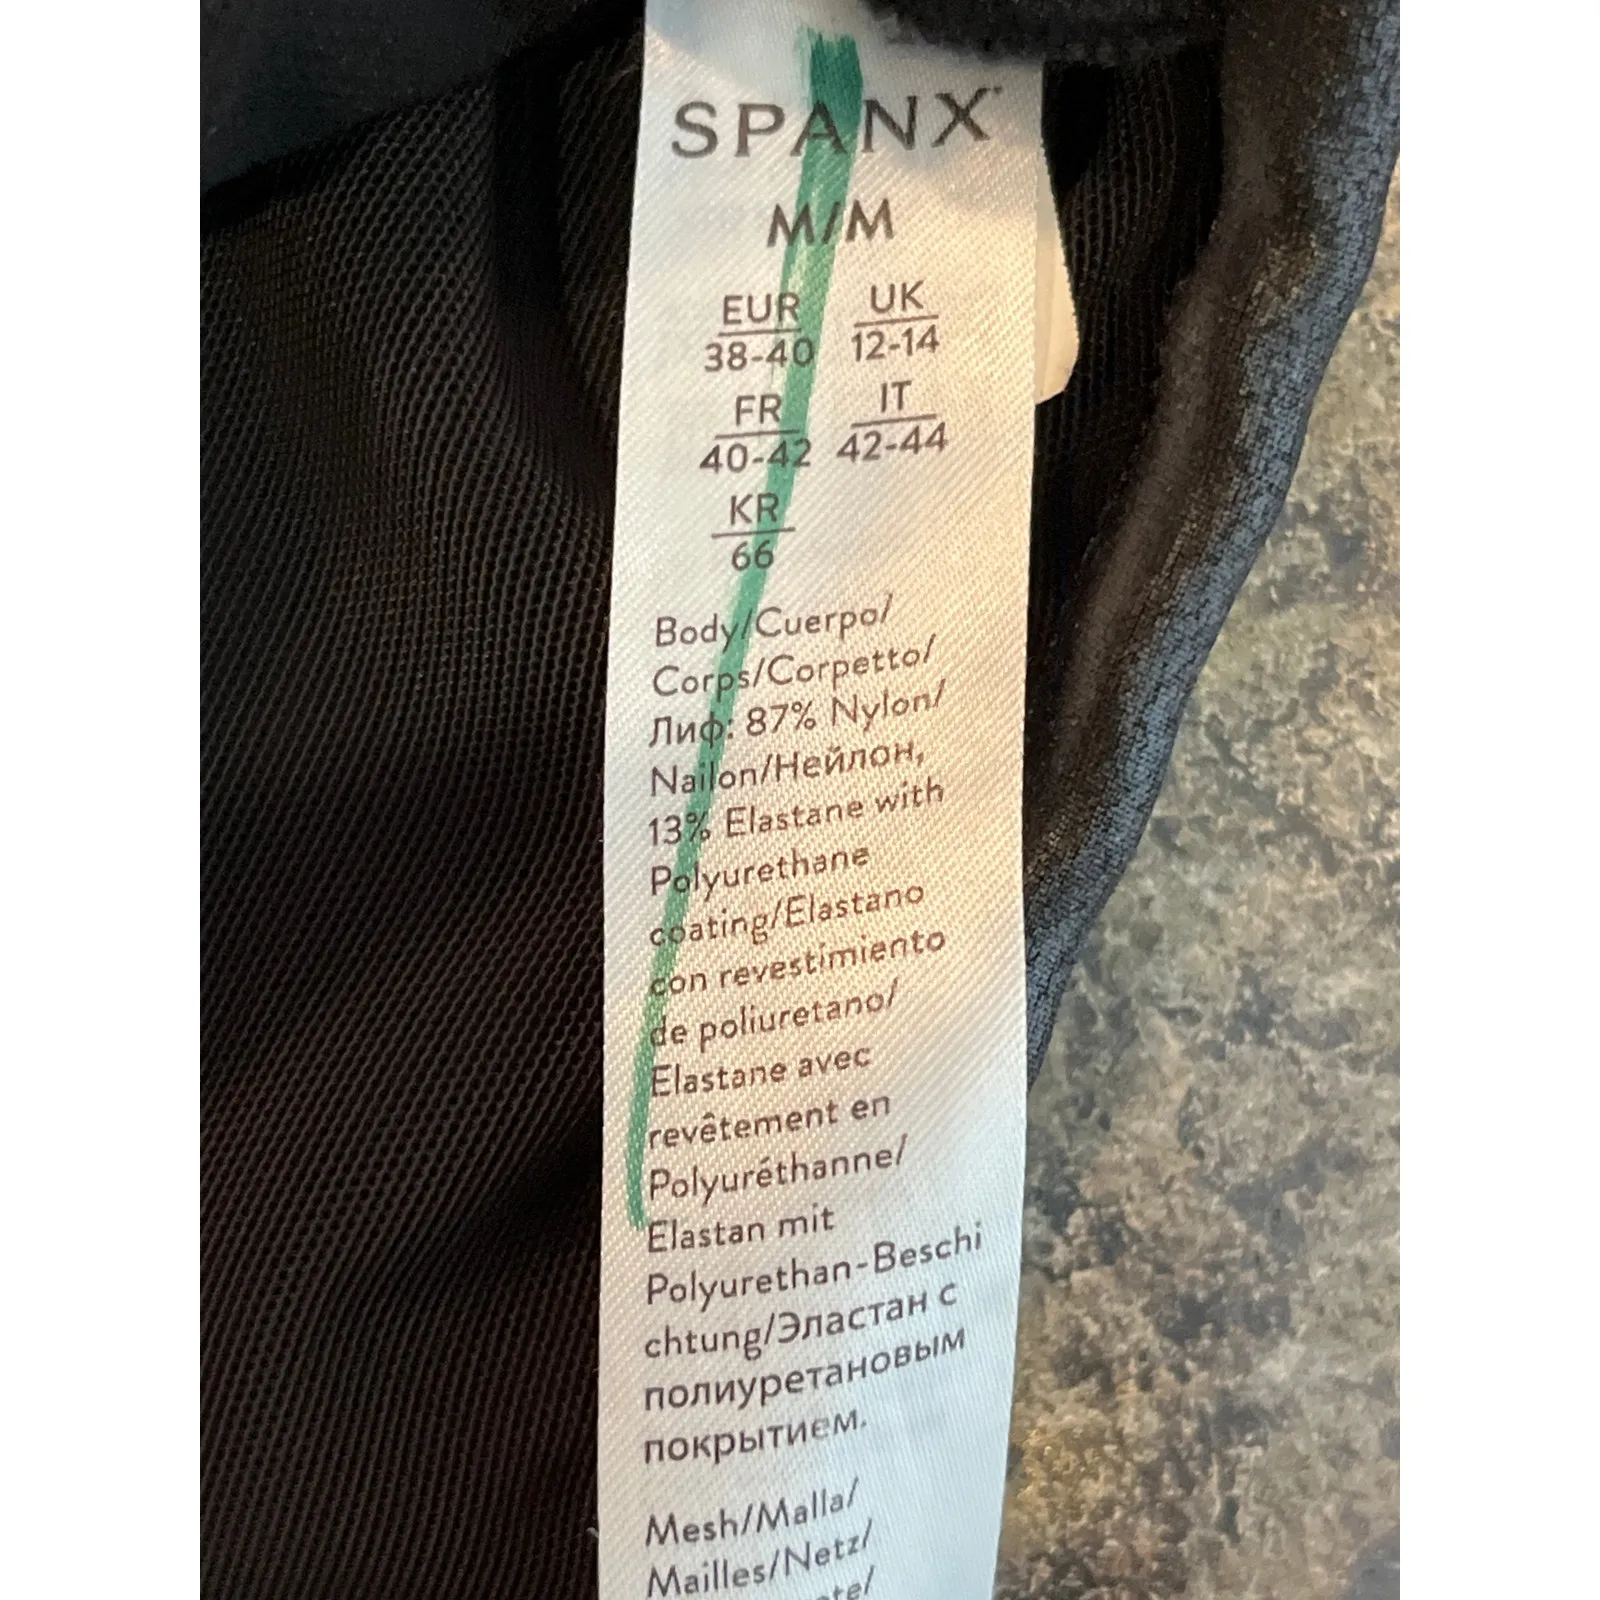 SPANX
M/M
EUR UK
38-40 12-14
FR IT
40-42 42-44
KR
66
Body/Cuerpo/
Corps/Corpetto/
Лиф: 87% Nylon/
Nailon/Нейлон,
13% Elastane with
Polyurethane
coating/Elastano
con revestimiento
de poliuretano/
Elastane avec
revêtement en
Polyuréthanne/
Elastan mit
Polyurethan-Beschi
chtung/Эластан с
полиуретановым
покрытием.
Mesh/Malla/
Mailles/Netz/